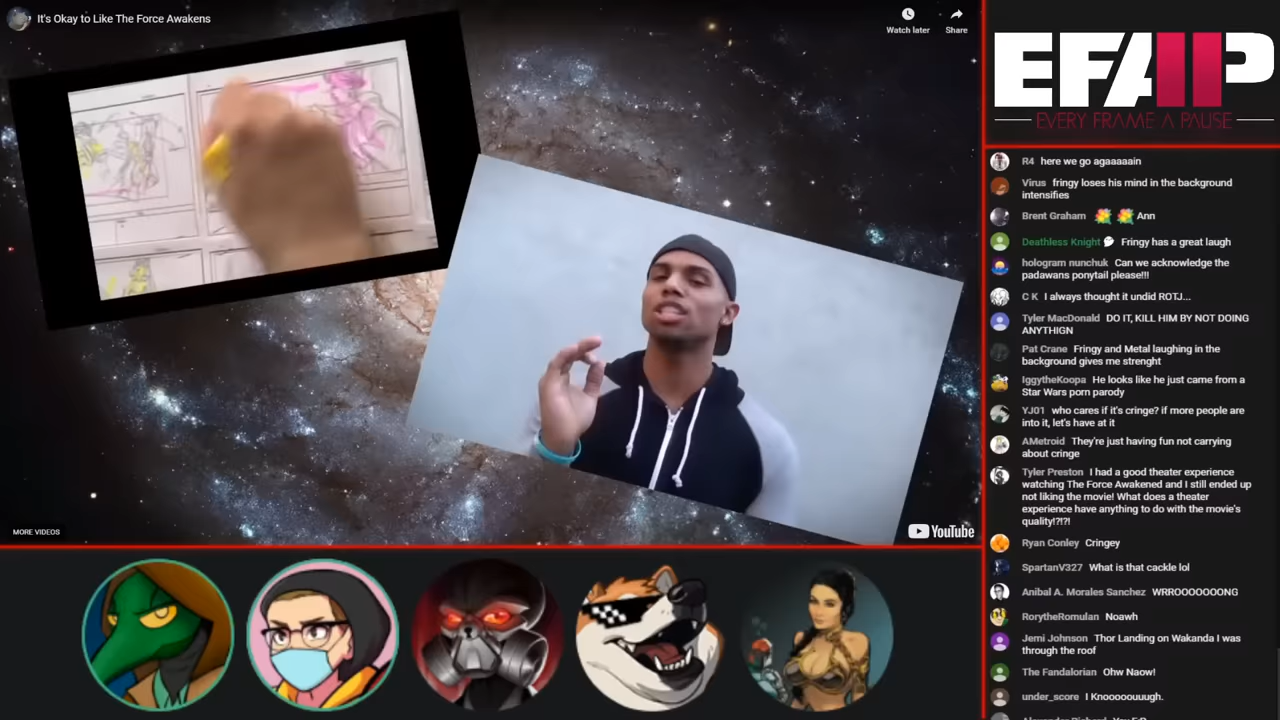 It's Okay to Like The Force Awakens
Watch later
Share
MORE VIDEOS
YouTube
EFAP
EVERY FRAME A PAUSE
R4 here we go agaaaaain
Virus fringy loses his mind in the background
intensifies
Brent Graham Ann
Deathless Knight Fringy has a great laugh
hologram nunchuk Can we acknowledge the
padawans ponytail please!!!
C K I always thought it undid ROTJ...
Tyler MacDonald DO IT, KILL HIM BY NOT DOING
ANYTHIGN
Pat Crane Fringy and Metal laughing in the
background gives me strenght
IggytheKoopa He looks like he just came from a
Star Wars porn parody
YJ01 who cares if it's cringe? if more people are
into it, let's have at it
AMetroid They're just having fun not carrying
about cringe
Tyler Preston I had a good theater experience
watching The Force Awakened and I still ended up
not liking the movie! What does a theater
experience have anything to do with the movie's
quality!?!?!
Ryan Conley Cringey
SpartanV327 What is that cackle lol
Anibal A. Morales Sanchez WRROOOOOOONG
RorytheRomulan Noawh
Jemi Johnson Thor Landing on Wakanda I was
through the roof
The Fandalorian Ohw Naow!
under_score I Knooooouuugh.